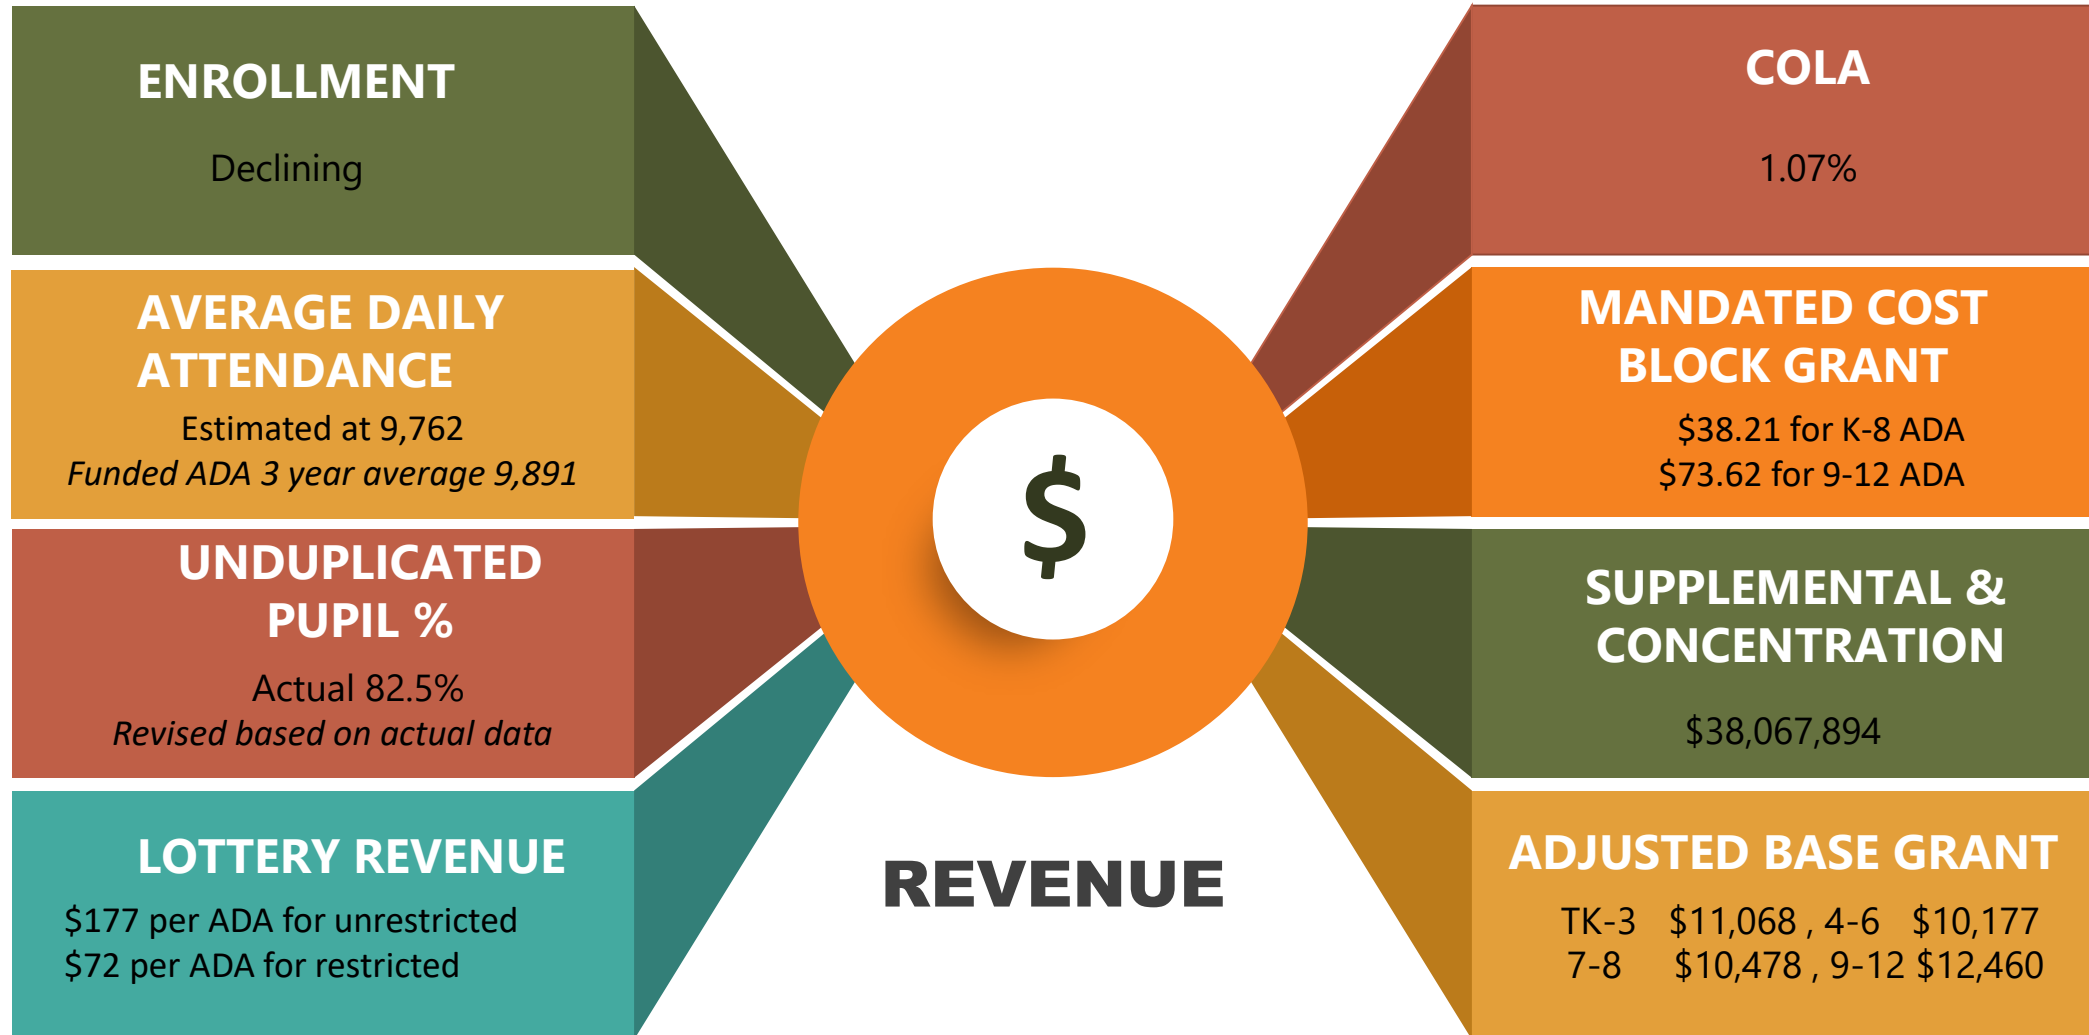 ENROLLMENT
Declining
AVERAGE DAILY
ATTENDANCE
Estimated at 9,762
Funded ADA 3 year average 9,891
UNDUPLICATED
PUPIL %
Actual 82.5%
Revised based on actual data
LOTTERY REVENUE
$177 per ADA for unrestricted
$72 per ADA for restricted
$
REVENUE
COLA
1.07%
MANDATED COST
BLOCK GRANT
$38.21 for K-8 ADA
$73.62 for 9-12 ADA
SUPPLEMENTAL &
CONCENTRATION
$38,067,894
ADJUSTED BASE GRANT
TK-3 $11,068 , 4-6 $10,177
7-8 $10,478 , 9-12 $12,460